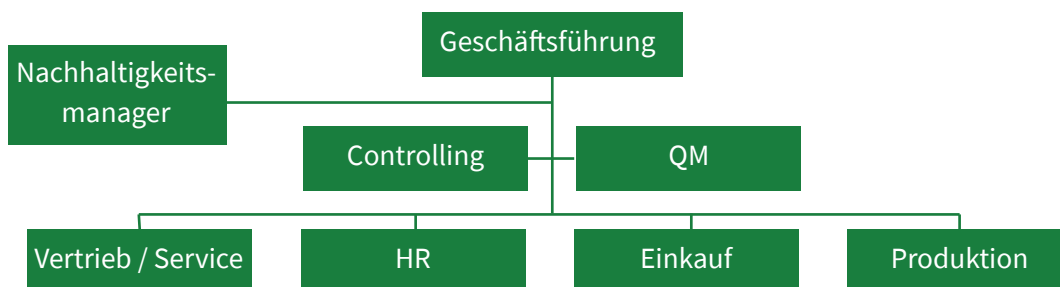 Geschäftsführung
Nachhaltigkeits-
manager
Controlling
QM
Vertrieb / Service
HR
Einkauf
Produktion